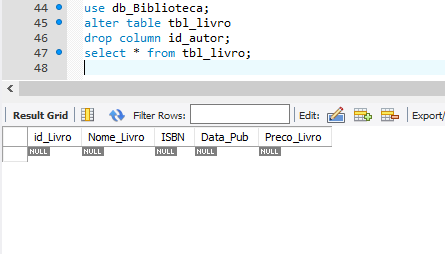 44 use db_Biblioteca;
45 alter table tbl_livro
46 drop column id_autor;
47 select * from tbl_livro;
48
Result Grid Filter Rows: Edit: Export/
id_Livro Nome_Livro ISBN Data_Pub Preco_Livro
NULL NULL NULL NULL NULL